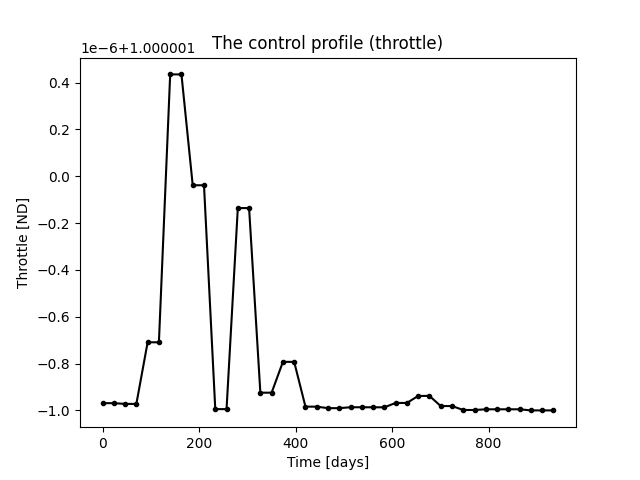 The control profile (throttle)
1e−6+1.000001
0.4
0.2
0.0
−0.2
−0.4
−0.6
−0.8
−1.0
Throttle [ND]
0 200 400 600 800
Time [days]